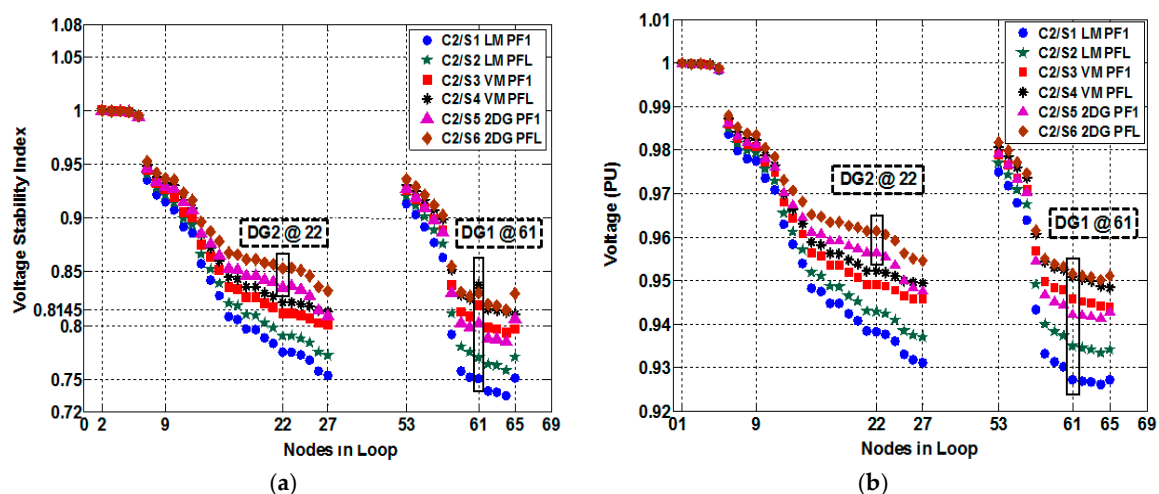 1.08
1.05
1
0.95
0.9
0.85
0.8145
0.8
0.75
0.72
Voltage Stability Index
C2/S1 LM PF1
C2/S2 LM PFL
C2/S3 VM PF1
C2/S4 VM PFL
C2/S5 2DG PF1
C2/S6 2DG PFL
DG2 @ 22
DG1 @ 61
0 2 9 22 27 53 61 65 69
Nodes in Loop
(a)
1.01
1
0.99
0.98
0.97
0.96
0.95
0.94
0.93
0.92
Voltage (PU)
C2/S1 LM PF1
C2/S2 LM PFL
C2/S3 VM PF1
C2/S4 VM PFL
C2/S5 2DG PF1
C2/S6 2DG PFL
DG2 @ 22
DG1 @ 61
01 9 22 27 53 61 65 69
Nodes in Loop
(b)